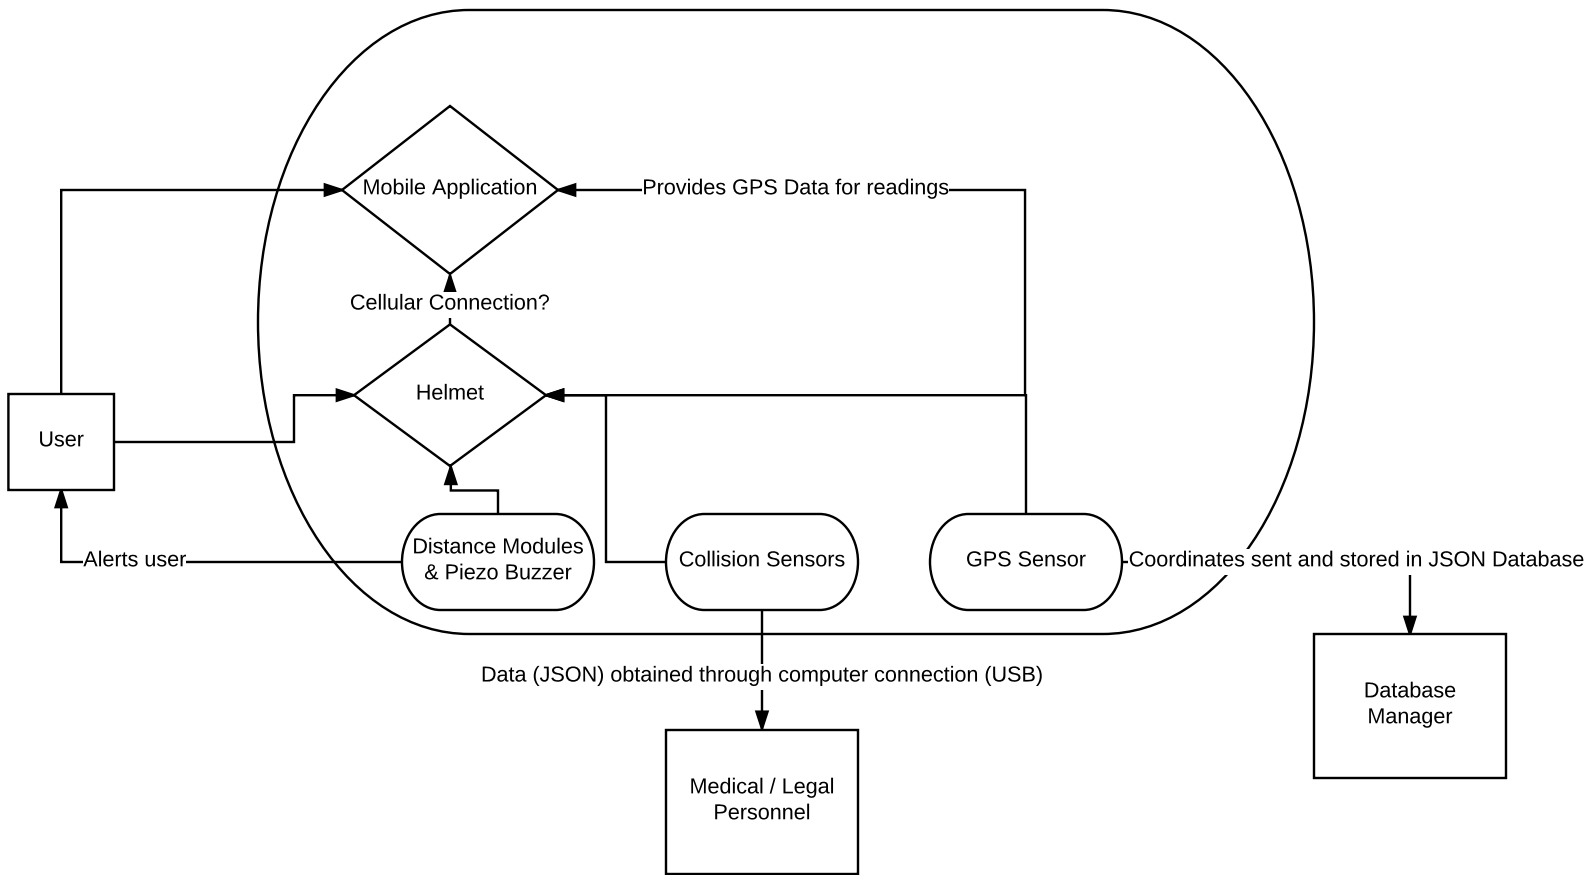 Mobile Application
Provides GPS Data for readings
Cellular Connection?
Helmet
User
Alerts user
Distance Modules
& Piezo Buzzer
Collision Sensors
GPS Sensor
Coordinates sent and stored in JSON Database
Data (JSON) obtained through computer connection (USB)
Database
Manager
Medical / Legal
Personnel